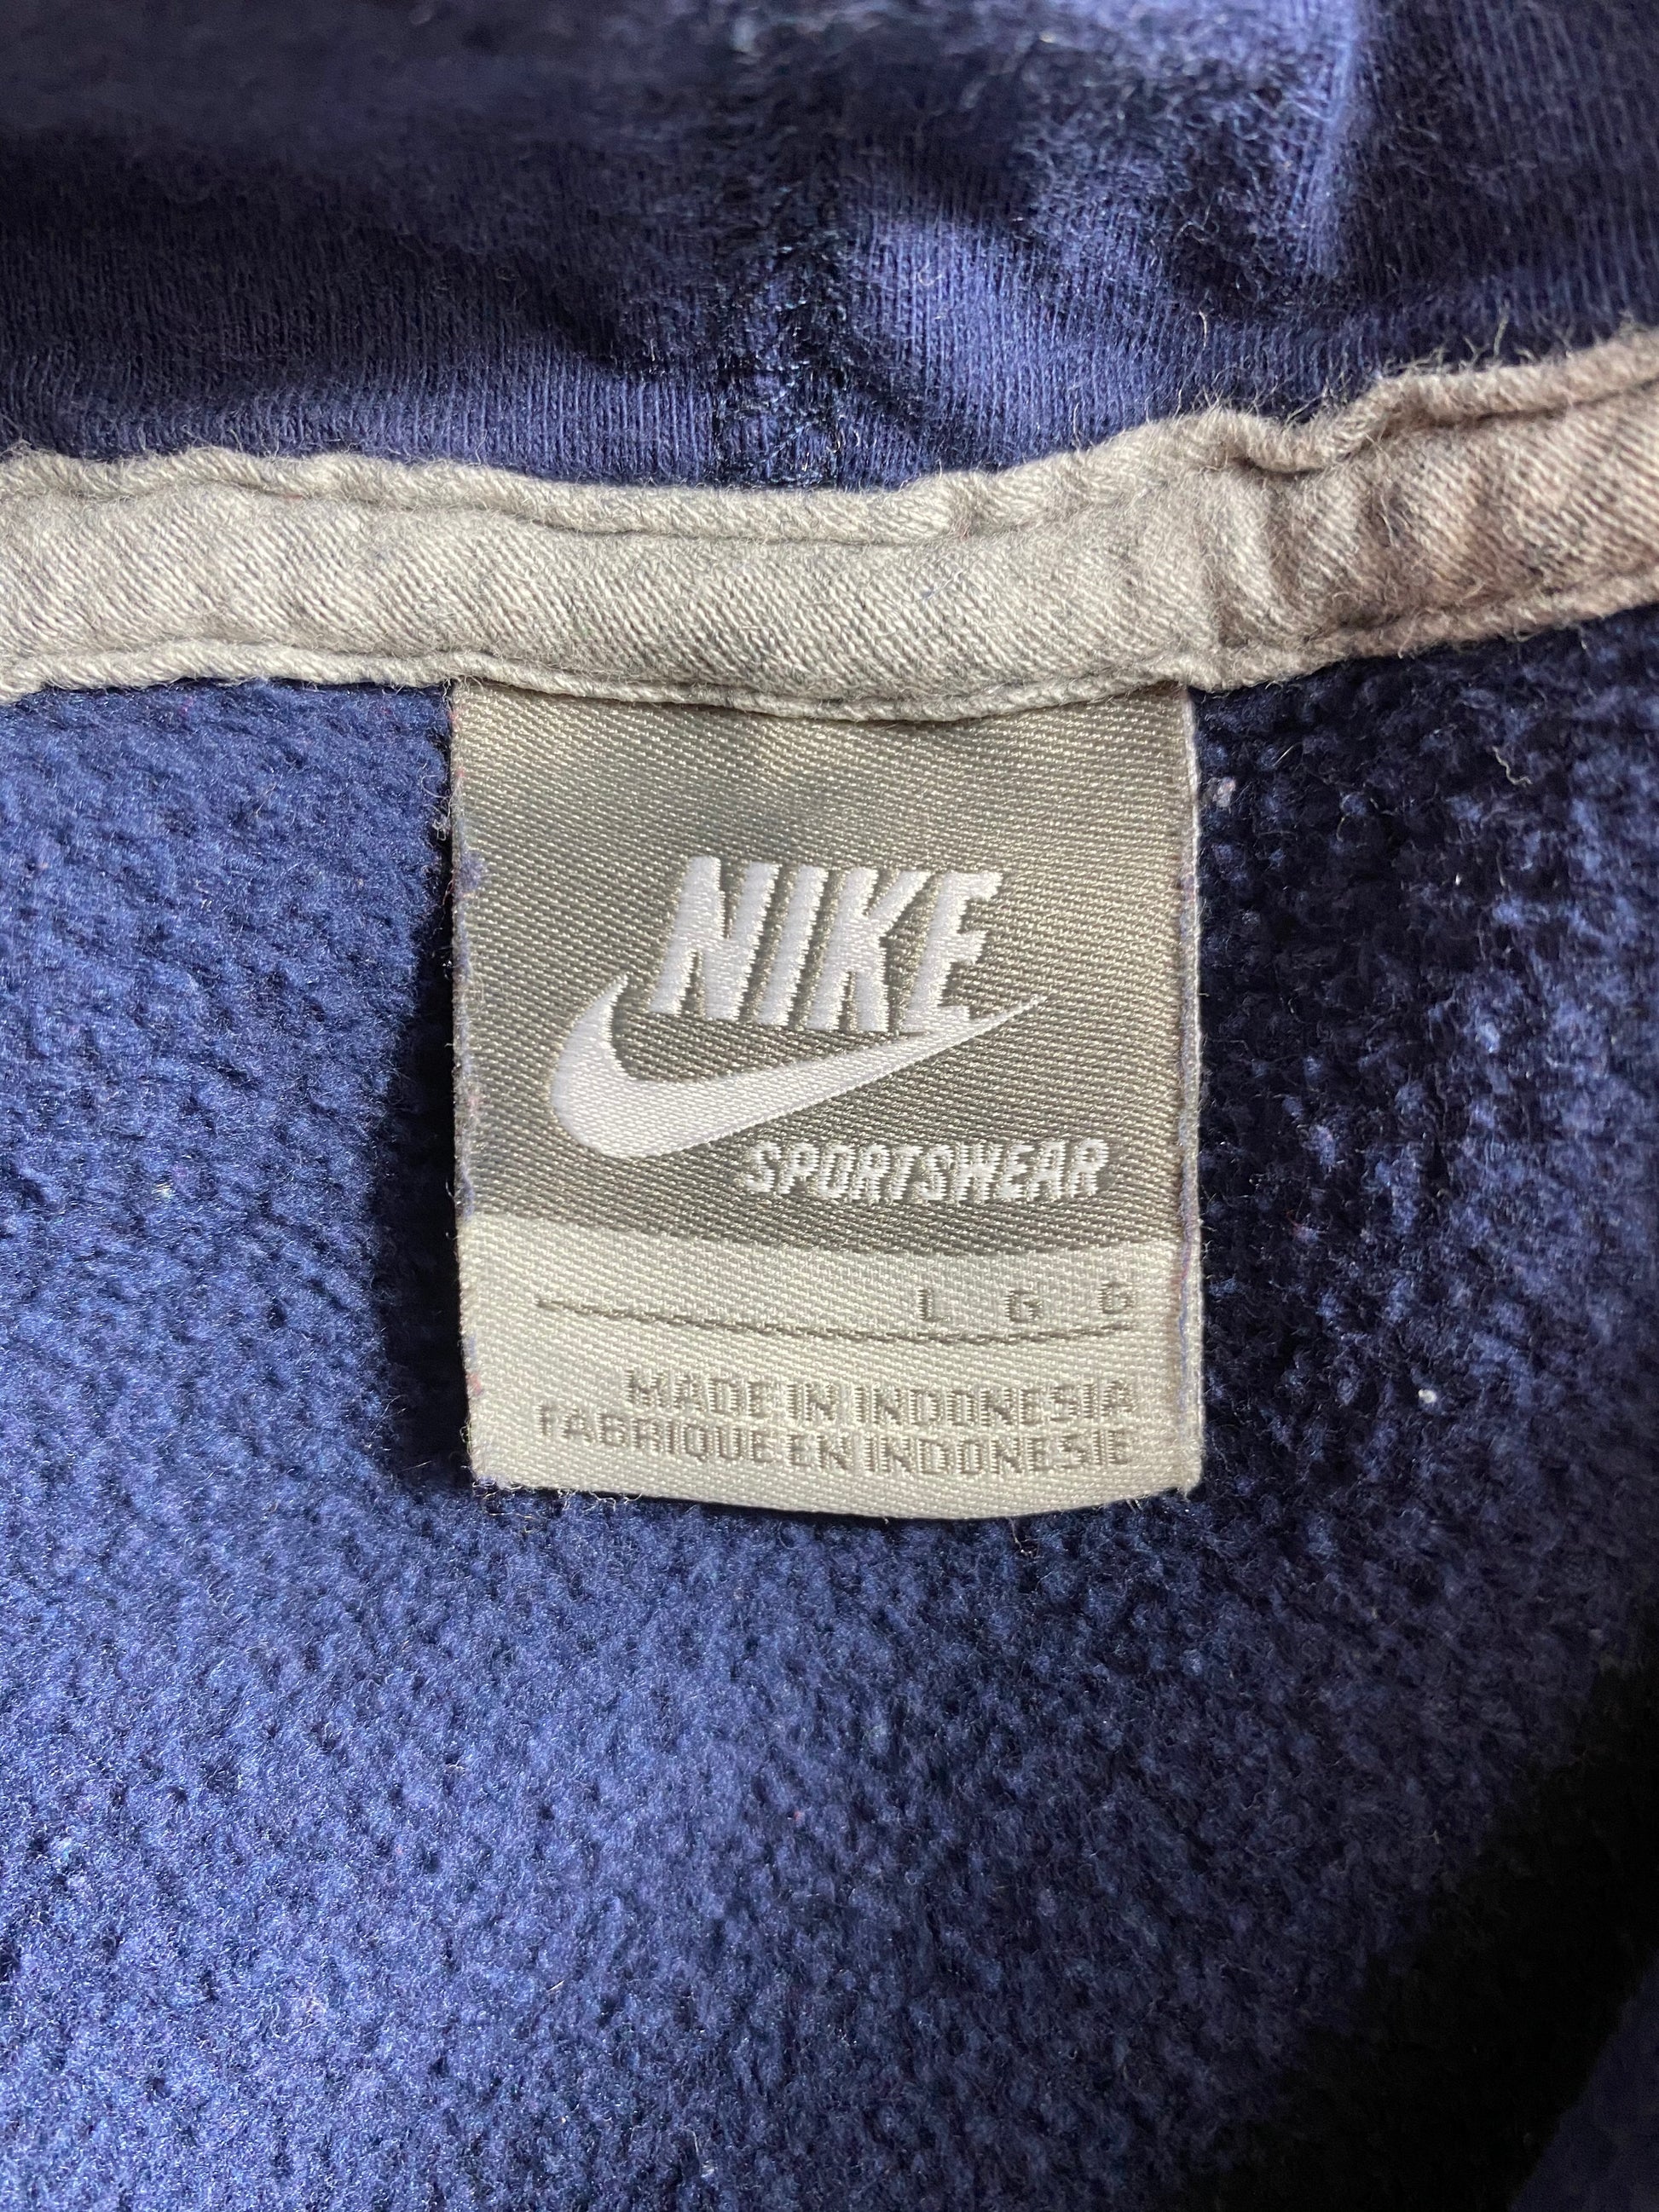 NIKE
SPORTSWEAR
L G G
MADE IN INDONESIA
FABRIQUE EN INDONESIE